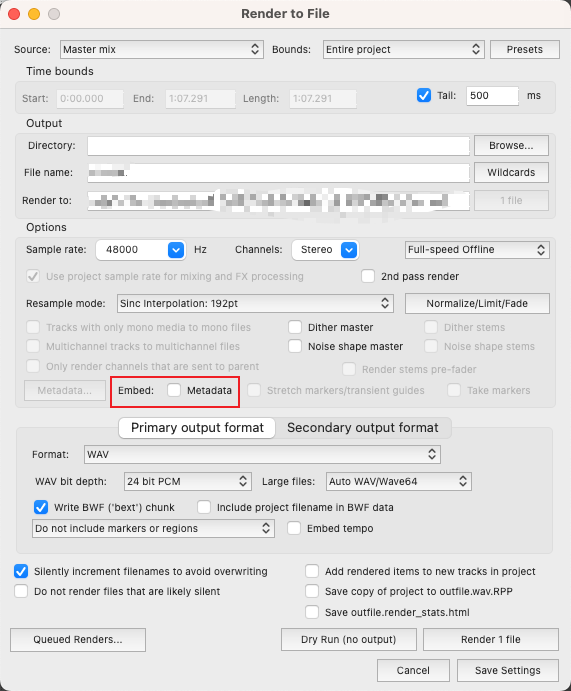 Render to File
Source: Master mix Bounds: Entire project Presets
Time bounds
Start: 0:00.000 End: 1:07.291 Length: 1:07.291 Tail: 500 ms
Output
Directory: Browse...
File name: Wildcards
Render to: 1 file
Options
Sample rate: 48000 Hz Channels: Stereo Full-speed Offline
Use project sample rate for mixing and FX processing 2nd pass render
Resample mode: Sinc Interpolation: 192pt Normalize/Limit/Fade
Tracks with only mono media to mono files Dither master Dither stems
Multichannel tracks to multichannel files Noise shape master Noise shape stems
Only render channels that are sent to parent Render stems pre-fader
Metadata... Embed: Metadata Stretch markers/transient guides Take markers
Primary output format Secondary output format
Format: WAV
WAV bit depth: 24 bit PCM Large files: Auto WAV/Wave64
Write BWF ('bext') chunk Include project filename in BWF data
Do not include markers or regions Embed tempo
Silently increment filenames to avoid overwriting Add rendered items to new tracks in project
Do not render files that are likely silent Save copy of project to outfile.wav.RPP
Save outfile.render_stats.html
Queued Renders... Dry Run (no output) Render 1 file
Cancel Save Settings